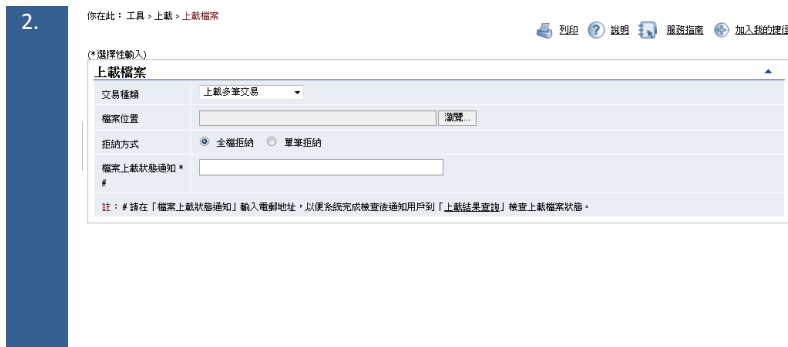 2.
你在此：工具 > 上載 > 上載檔案
列印 說明 服務指南 加入我的捷徑
(* 選擇性輸入)
上載檔案
交易種類 上載多筆交易
檔案位置 瀏覽...
拒納方式 全檔拒納 單筆拒納
檔案上載狀態通知 *
#
註：# 請在「檔案上載狀態通知」輸入電郵地址，以便系統完成檢查後通知用戶到「上載結果查詢」檢查上載檔案狀態。